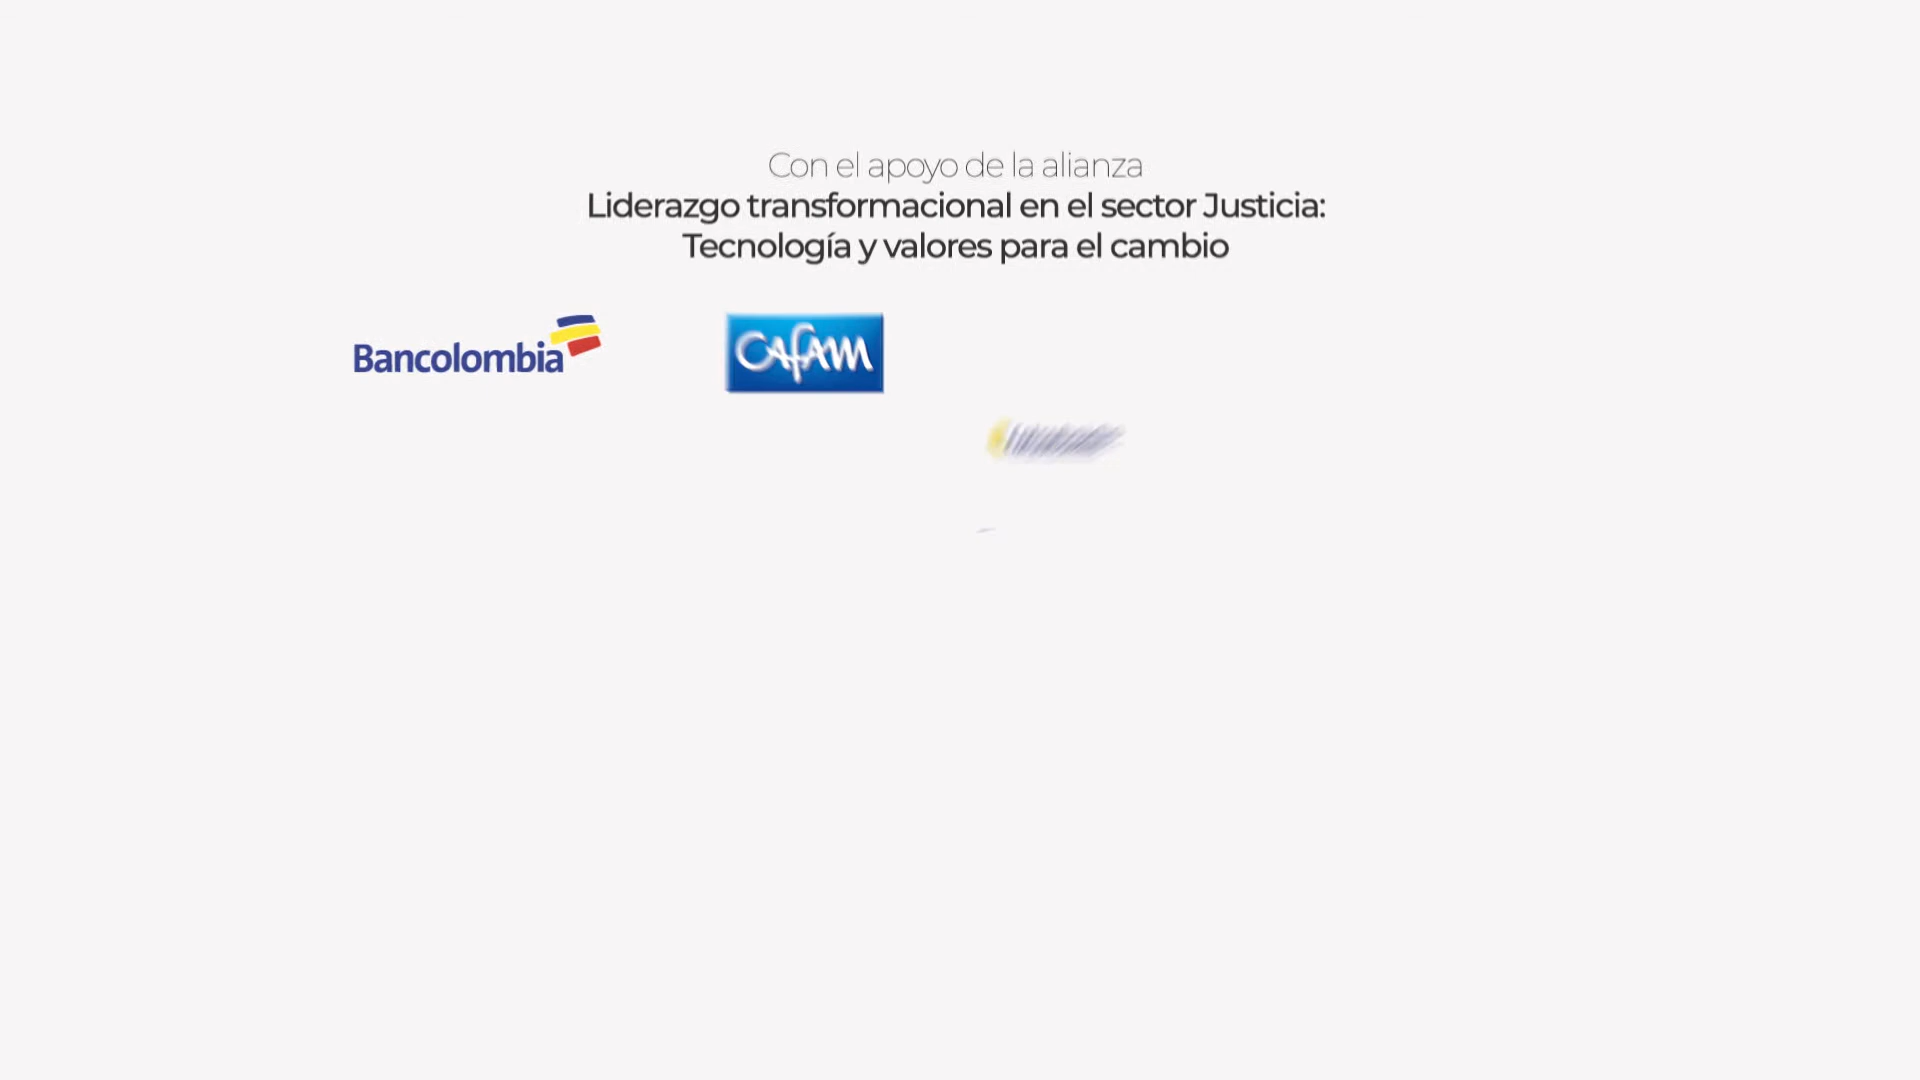 Con el apoyo de la alianza
Liderazgo transformacional en el sector Justicia:
Tecnología y valores para el cambio
Bancolombia
Cafam